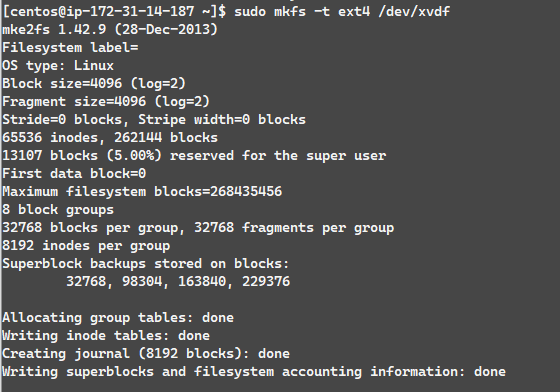 [centos@ip-172-31-14-187 ~]$ sudo mkfs -t ext4 /dev/xvdf
mke2fs 1.42.9 (28-Dec-2013)
Filesystem label=
OS type: Linux
Block size=4096 (log=2)
Fragment size=4096 (log=2)
Stride=0 blocks, Stripe width=0 blocks
65536 inodes, 262144 blocks
13107 blocks (5.00%) reserved for the super user
First data block=0
Maximum filesystem blocks=268435456
8 block groups
32768 blocks per group, 32768 fragments per group
8192 inodes per group
Superblock backups stored on blocks:
        32768, 98304, 163840, 229376

Allocating group tables: done
Writing inode tables: done
Creating journal (8192 blocks): done
Writing superblocks and filesystem accounting information: done